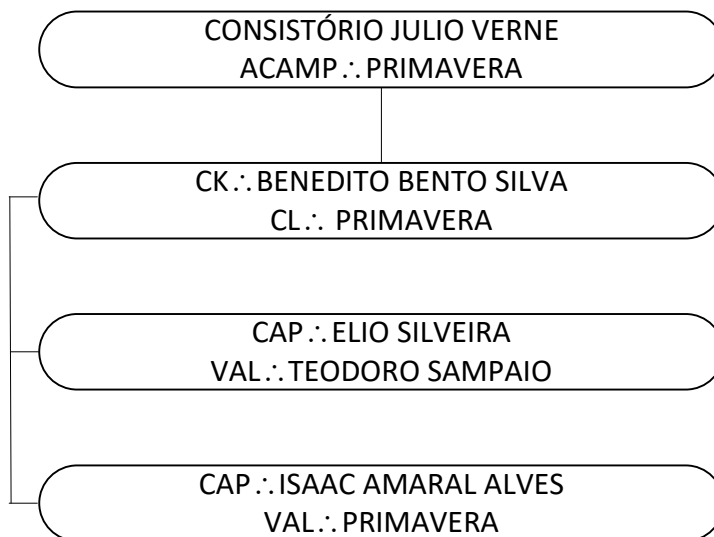 CONSISTÓRIO JULIO VERNE
ACAMP∴PRIMAVERA
CK∴BENEDITO BENTO SILVA
CL∴ PRIMAVERA
CAP∴ELIO SILVEIRA
VAL∴TEODORO SAMPAIO
CAP∴ISAAC AMARAL ALVES
VAL∴PRIMAVERA